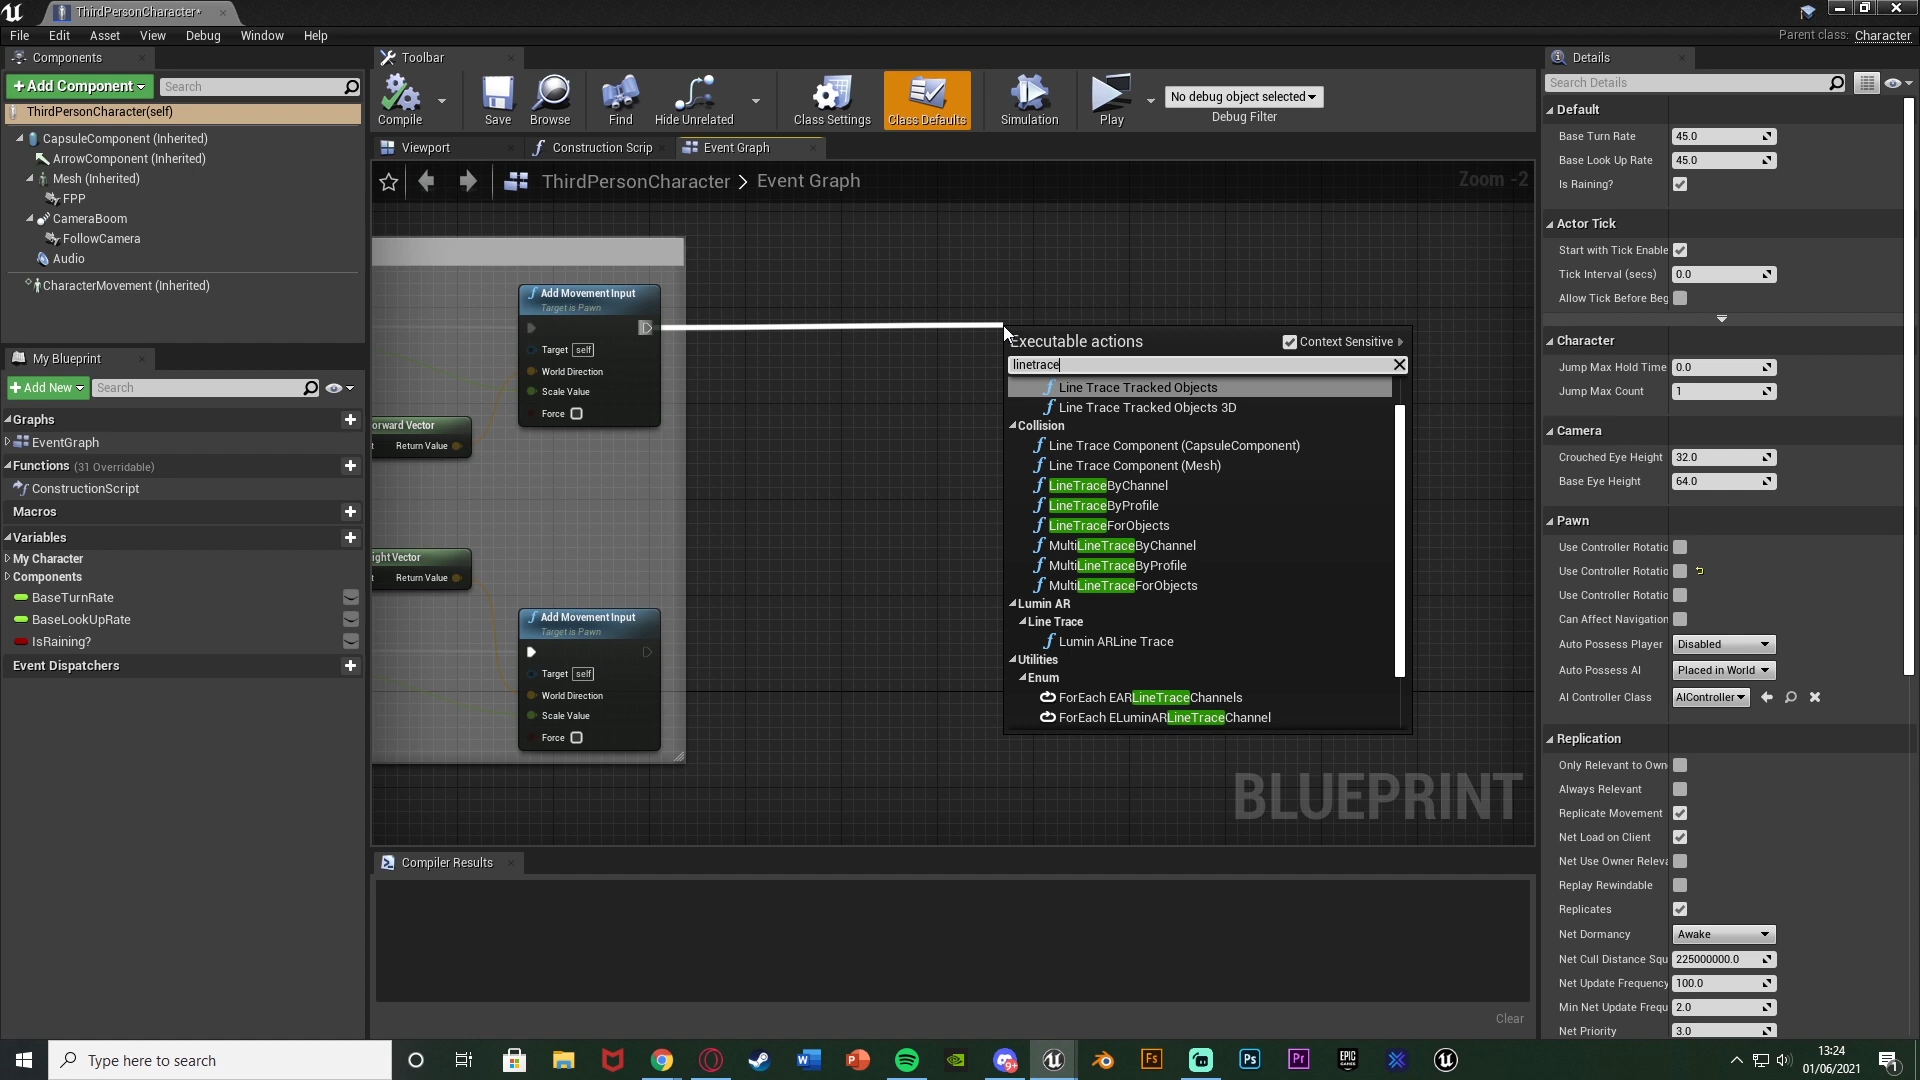 ThirdPersonCharacter*
File Edit Asset View Debug Window Help
Parent class: Character
Components
+Add Component
Search
ThirdPersonCharacter(self)
CapsuleComponent (Inherited)
ArrowComponent (Inherited)
Mesh (Inherited)
FPP
CameraBoom
FollowCamera
Audio
CharacterMovement (Inherited)
My Blueprint
+Add New
Search
Graphs
EventGraph
Functions (31 Overridable)
ConstructionScript
Macros
Variables
My Character
Components
BaseTurnRate
BaseLookUpRate
IsRaining?
Event Dispatchers
Toolbar
Compile
Save
Browse
Find
Hide Unrelated
Class Settings
Class Defaults
Simulation
Play
No debug object selected
Debug Filter
Viewport
Construction Scrip
Event Graph
ThirdPersonCharacter > Event Graph
Zoom -2
Add Movement Input
Target is Pawn
Target self
World Direction
Scale Value
Force
orward Vector
t Return Value
ight Vector
t Return Value
Add Movement Input
Target is Pawn
Target self
World Direction
Scale Value
Force
Executable actions
Context Sensitive
linetrace
Line Trace Tracked Objects
Line Trace Tracked Objects 3D
Collision
Line Trace Component (CapsuleComponent)
Line Trace Component (Mesh)
LineTraceByChannel
LineTraceByProfile
LineTraceForObjects
MultiLineTraceByChannel
MultiLineTraceByProfile
MultiLineTraceForObjects
Lumin AR
Line Trace
Lumin ARLine Trace
Utilities
Enum
ForEach EARLineTraceChannels
ForEach ELuminARLineTraceChannel
BLUEPRINT
Compiler Results
Clear
Details
Search Details
Default
Base Turn Rate 45.0
Base Look Up Rate 45.0
Is Raining?
Actor Tick
Start with Tick Enable
Tick Interval (secs) 0.0
Allow Tick Before Beg
Character
Jump Max Hold Time 0.0
Jump Max Count 1
Camera
Crouched Eye Height 32.0
Base Eye Height 64.0
Pawn
Use Controller Rotatic
Use Controller Rotatic
Use Controller Rotatic
Can Affect Navigation
Auto Possess Player Disabled
Auto Possess AI Placed in World
AI Controller Class AIController
Replication
Only Relevant to Own
Always Relevant
Replicate Movement
Net Load on Client
Net Use Owner Releva
Replay Rewindable
Replicates
Net Dormancy Awake
Net Cull Distance Squ 225000000.0
Net Update Frequency 100.0
Min Net Update Frequ 2.0
Net Priority 3.0
Type here to search
13:24
01/06/2021